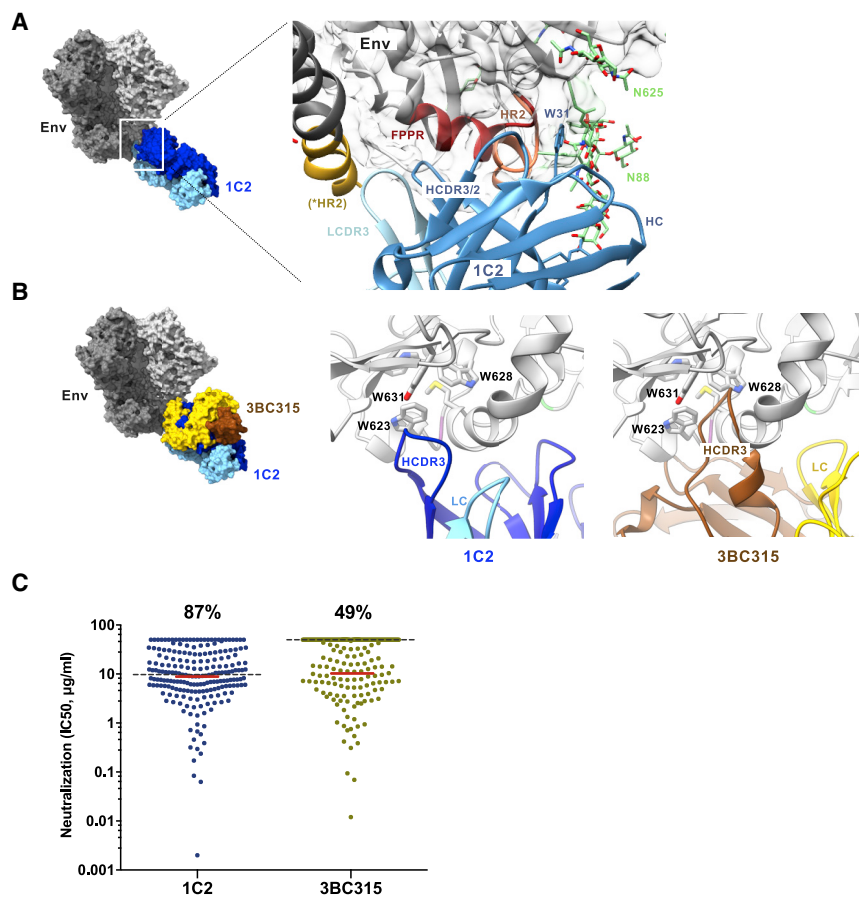 A
Env
1C2
Env
N625
HR2
W31
FPPR
N88
HCDR3/2
(*HR2)
LCDR3
HC
1C2
B
Env
3BC315
1C2
W628
W631
W623
HCDR3
LC
1C2
W628
W631
W623
HCDR3
LC
3BC315
C
87%
49%
Neutralization (IC50, µg/ml)
100
10
1
0.1
0.01
0.001
1C2
3BC315